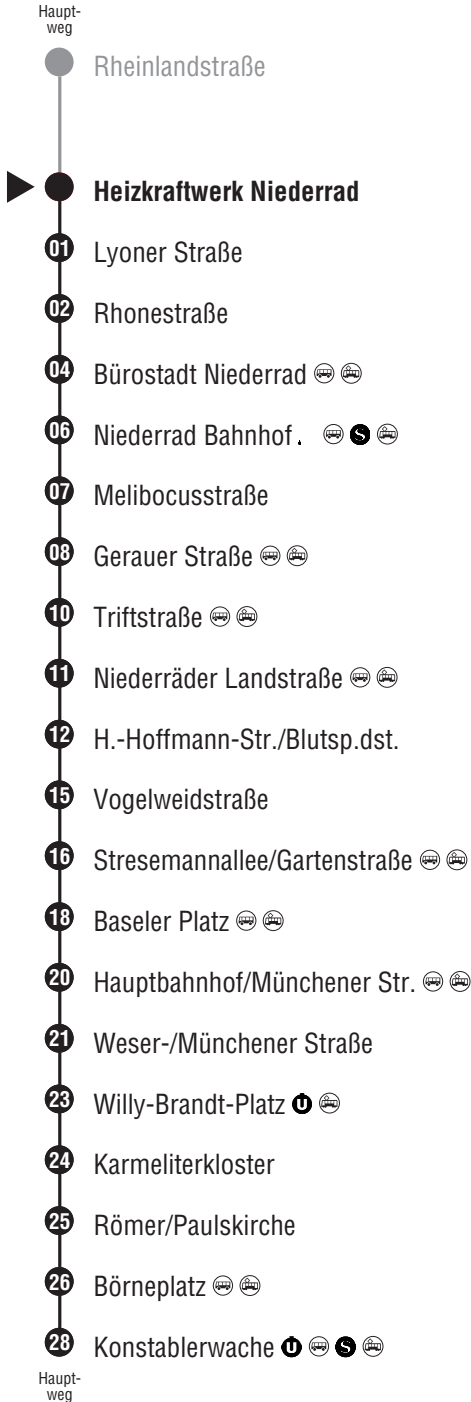 Haupt-
weg
Rheinlandstraße
Heizkraftwerk Niederrad
01 Lyoner Straße
02 Rhonestraße
04 Bürostadt Niederrad
06 Niederrad Bahnhof . S
07 Melibocusstraße
08 Gerauer Straße
10 Triftstraße
11 Niederräder Landstraße
12 H.-Hoffmann-Str./Blutsp.dst.
15 Vogelweidstraße
16 Stresemannallee/Gartenstraße
18 Baseler Platz
20 Hauptbahnhof/Münchener Str.
21 Weser-/Münchener Straße
23 Willy-Brandt-Platz U
24 Karmeliterkloster
25 Römer/Paulskirche
26 Börneplatz
28 Konstablerwache U S
Haupt-
weg